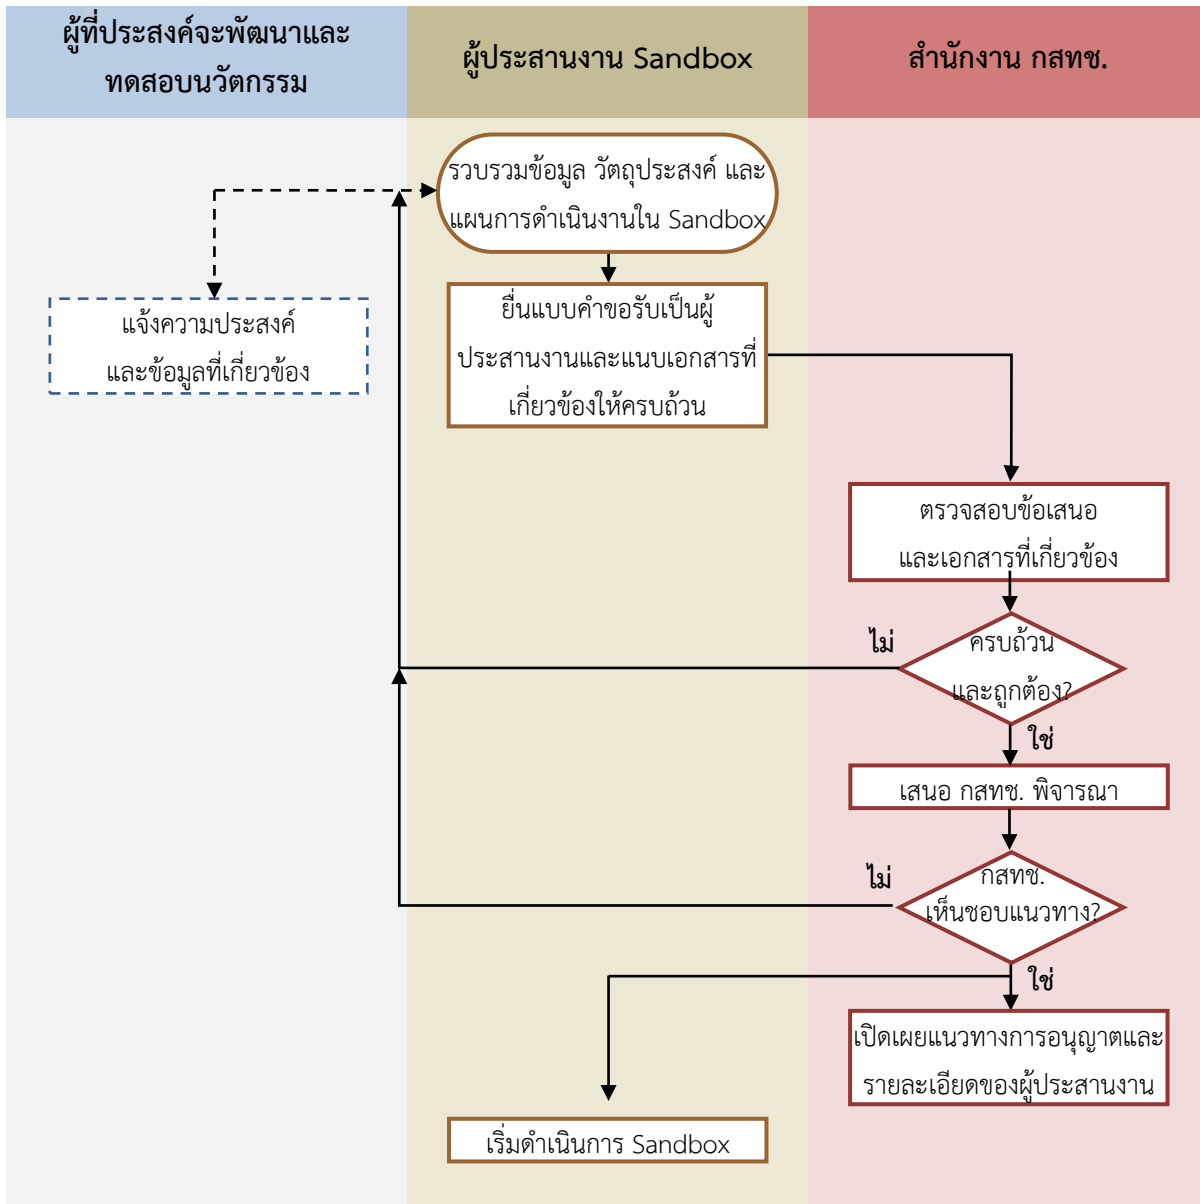 ผู้ที่ประสงค์จะพัฒนาและ
ทดสอบนวัตกรรม
ผู้ประสานงาน Sandbox
สำนักงาน กสทช.
รวบรวมข้อมูล วัตถุประสงค์ และ
แผนการดำเนินงานใน Sandbox
แจ้งความประสงค์
และข้อมูลที่เกี่ยวข้อง
ยื่นแบบคำขอรับเป็นผู้
ประสานงานและแนบเอกสารที่
เกี่ยวข้องให้ครบถ้วน
ตรวจสอบข้อเสนอ
และเอกสารที่เกี่ยวข้อง
ไม่
ครบถ้วน
และถูกต้อง?
ใช่
เสนอ กสทช. พิจารณา
ไม่
กสทช.
เห็นชอบแนวทาง?
ใช่
เปิดเผยแนวทางการอนุญาตและ
รายละเอียดของผู้ประสานงาน
เริ่มดำเนินการ Sandbox